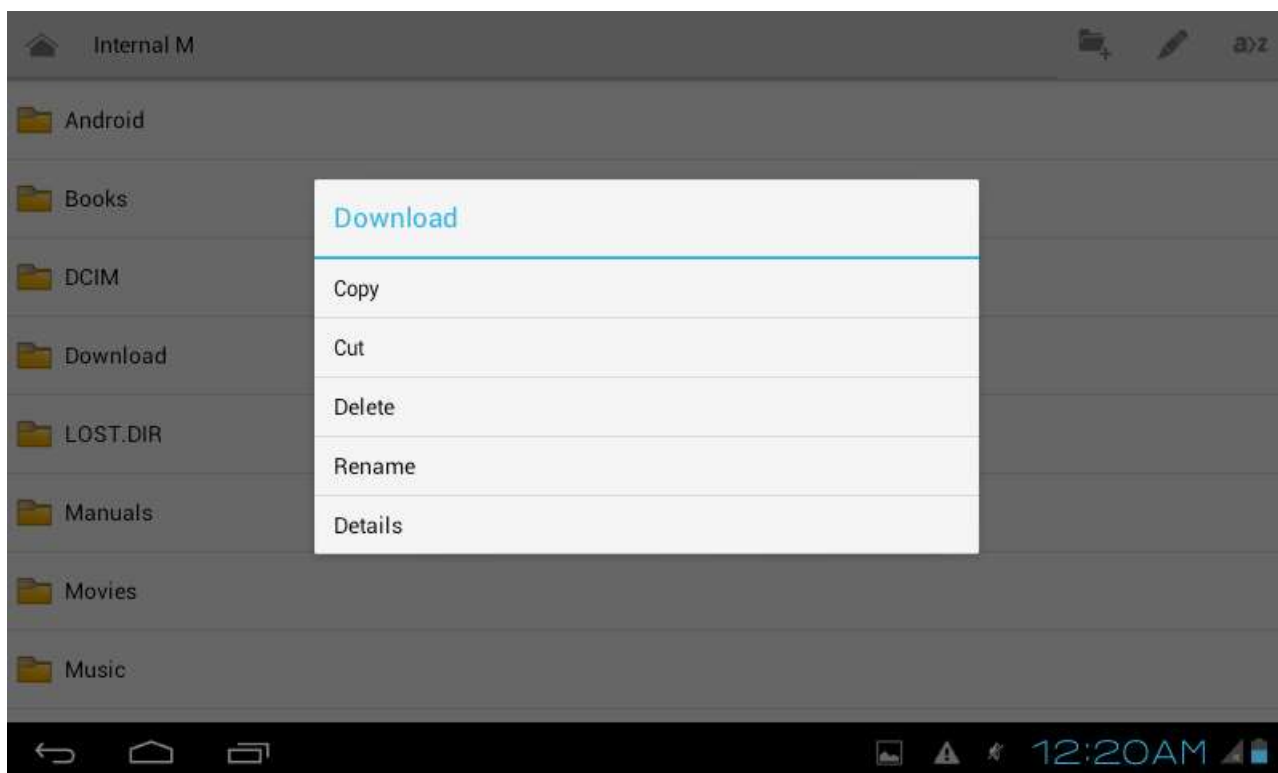 Internal M
a>z
Android
Books
DCIM
Download
LOST.DIR
Manuals
Movies
Music
Download
Copy
Cut
Delete
Rename
Details
12:20AM